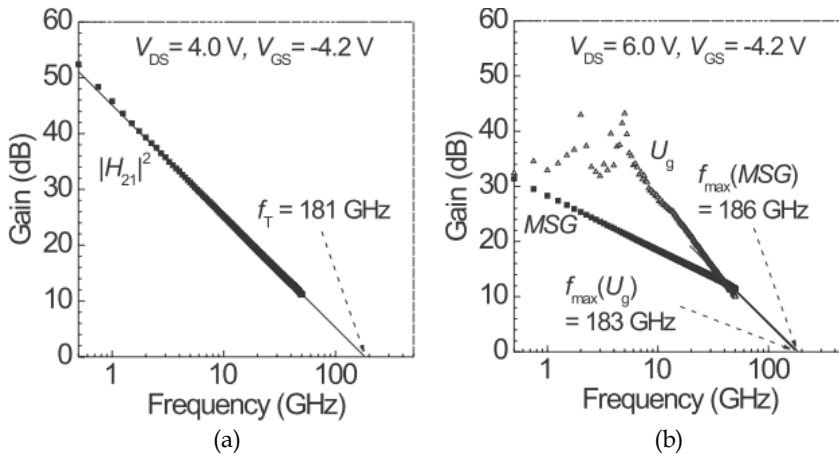 60
50
40
30
20
10
0
Gain (dB)
V_DS = 4.0 V, V_GS = -4.2 V
|H_21|^2
f_T = 181 GHz
1
10
100
Frequency (GHz)
(a)
60
50
40
30
20
10
0
Gain (dB)
V_DS = 6.0 V, V_GS = -4.2 V
U_g
MSG
f_max(MSG)
= 186 GHz
f_max(U_g)
= 183 GHz
1
10
100
Frequency (GHz)
(b)